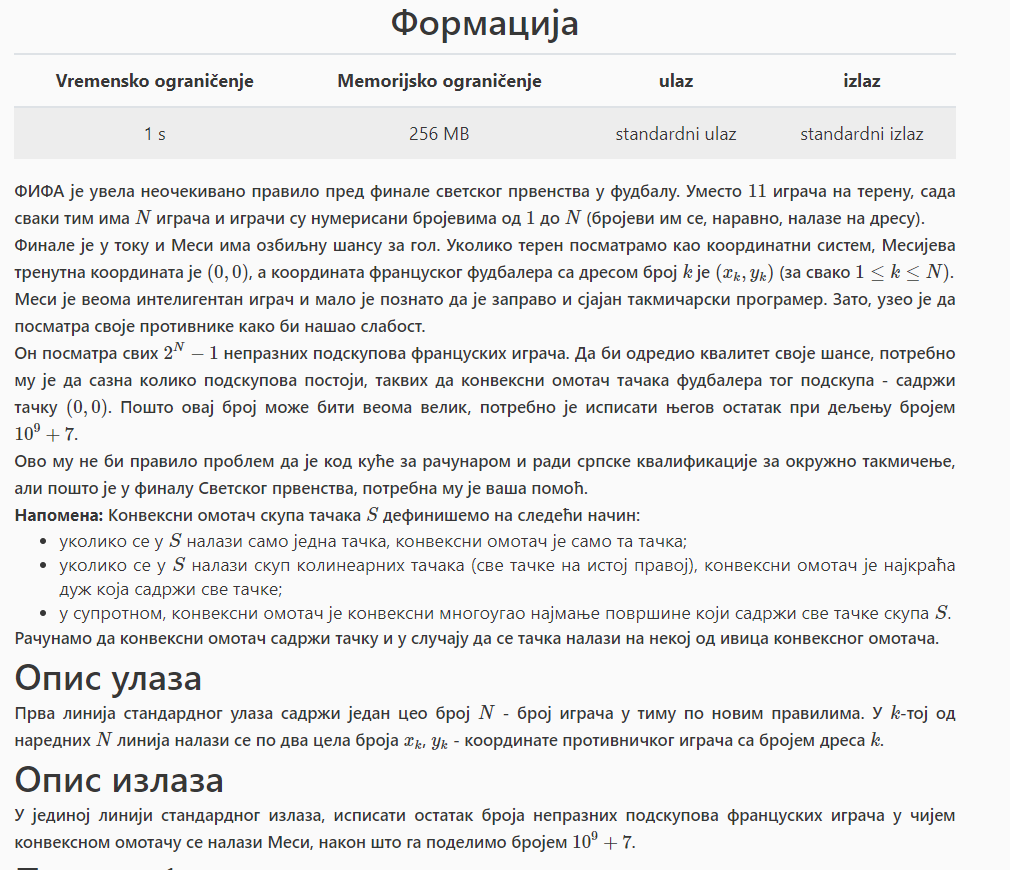 Формација
Vremensko ograničenje Memorijsko ograničenje ulaz izlaz
1 s 256 MB standardni ulaz standardni izlaz
ФИФА је увела неочекивано правило пред финале светског првенства у фудбалу. Уместо 11 играча на терену, сада
сваки тим има N играча и играчи су нумерисани бројевима од 1 до N (бројеви им се, наравно, налазе на дресу).
Финале је у току и Меси има озбиљну шансу за гол. Уколико терен посматрамо као координатни систем, Месијева
тренутна координата је (0, 0), а координата француског фудбалера са дресом број k је (xₖ, yₖ) (за свако 1 ≤ k ≤ N).
Меси је веома интелигентан играч и мало је познато да је заправо и сјајан такмичарски програмер. Зато, узео је да
посматра своје противнике како би нашао слабост.
Он посматра свих 2ᴺ − 1 непразних подскупова француских играча. Да би одредио квалитет своје шансе, потребно
му је да сазна колико подскупова постоји, таквих да конвексни омотач тачака фудбалера тог подскупа - садржи
тачку (0, 0). Пошто овај број може бити веома велик, потребно је исписати његов остатак при дељењу бројем
10⁹ + 7.
Ово му не би правило проблем да је код куће за рачунаром и ради српске квалификације за окружно такмичење,
али пошто је у финалу Светског првенства, потребна му је ваша помоћ.
Напомена: Конвексни омотач скупа тачака S дефинишемо на следећи начин:
• уколико се у S налази само једна тачка, конвексни омотач је само та тачка;
• уколико се у S налази скуп колинеарних тачака (све тачке на истој правој), конвексни омотач је најкраћа
дуж која садржи све тачке;
• у супротном, конвексни омотач је конвексни многоугао најмање површине који садржи све тачке скупа S.
Рачунамо да конвексни омотач садржи тачку и у случају да се тачка налази на некој од ивица конвексног омотача.
Опис улаза
Прва линија стандардног улаза садржи један цео број N - број играча у тиму по новим правилима. У k-тој од
наредних N линија налази се по два цела броја xₖ, yₖ - координате противничког играча са бројем дреса k.
Опис излаза
У јединој линији стандардног излаза, исписати остатак броја непразних подскупова француских играча у чијем
конвексном омотачу се налази Меси, након што га поделимо бројем 10⁹ + 7.